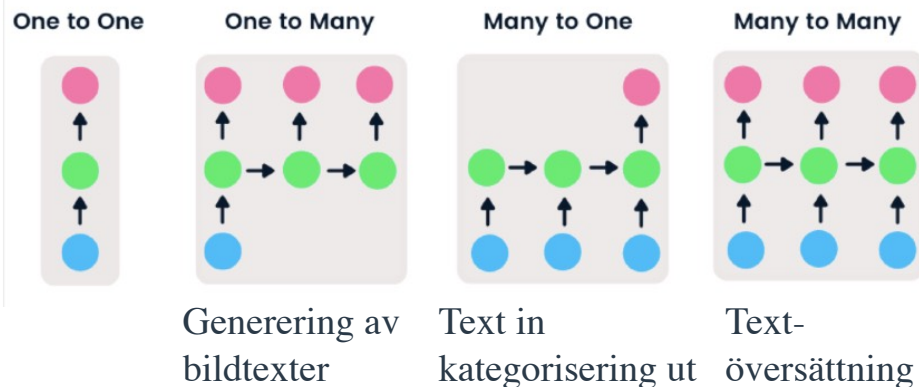 One to One
One to Many
Many to One
Many to Many
Generering av
bildtexter
Text in
kategorisering ut
Text-
översättning